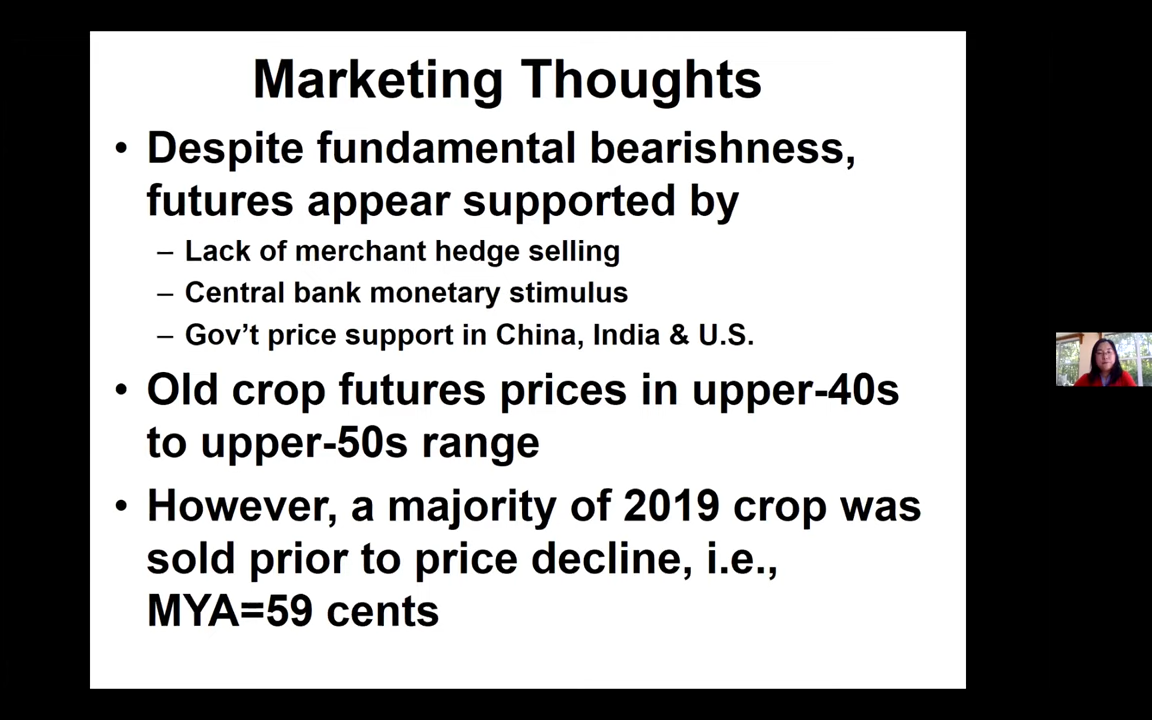 Marketing Thoughts
• Despite fundamental bearishness,
futures appear supported by
– Lack of merchant hedge selling
– Central bank monetary stimulus
– Gov’t price support in China, India & U.S.
• Old crop futures prices in upper-40s
to upper-50s range
• However, a majority of 2019 crop was
sold prior to price decline, i.e.,
MYA=59 cents